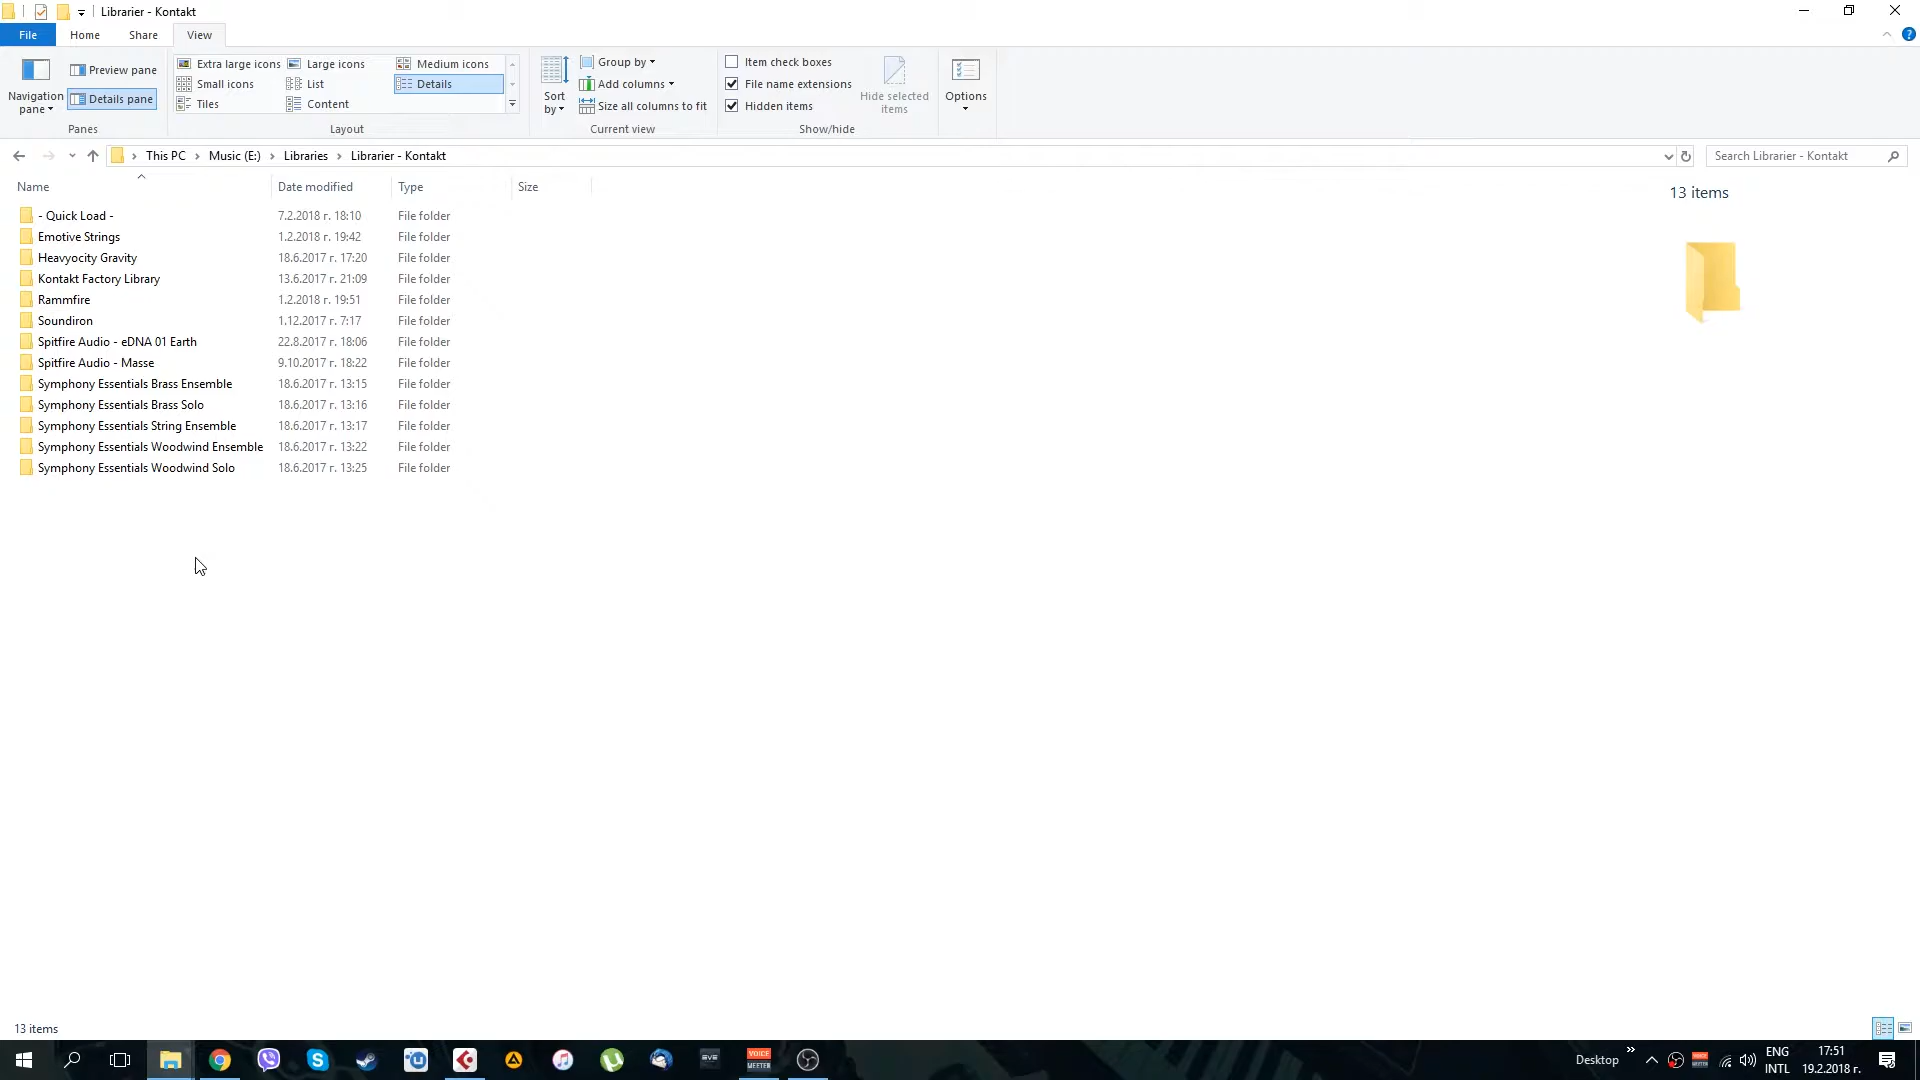 Librarier - Kontakt
File Home Share View
Navigation pane
Preview pane
Details pane
Panes
Extra large icons Large icons Medium icons
Small icons List Details
Tiles Content
Layout
Sort by
Group by
Add columns
Size all columns to fit
Current view
Item check boxes
File name extensions
Hidden items
Hide selected items
Show/hide
Options
This PC > Music (E:) > Libraries > Librarier - Kontakt
Search Librarier - Kontakt
Name Date modified Type Size
- Quick Load - 7.2.2018 г. 18:10 File folder
Emotive Strings 1.2.2018 г. 19:42 File folder
Heavyocity Gravity 18.6.2017 г. 17:20 File folder
Kontakt Factory Library 13.6.2017 г. 21:09 File folder
Rammfire 1.2.2018 г. 19:51 File folder
Soundiron 1.12.2017 г. 7:17 File folder
Spitfire Audio - eDNA 01 Earth 22.8.2017 г. 18:06 File folder
Spitfire Audio - Masse 9.10.2017 г. 18:22 File folder
Symphony Essentials Brass Ensemble 18.6.2017 г. 13:15 File folder
Symphony Essentials Brass Solo 18.6.2017 г. 13:16 File folder
Symphony Essentials String Ensemble 18.6.2017 г. 13:17 File folder
Symphony Essentials Woodwind Ensemble 18.6.2017 г. 13:22 File folder
Symphony Essentials Woodwind Solo 18.6.2017 г. 13:25 File folder
13 items
13 items
EVE
VOICE
MEETER
Desktop
ENG
INTL
17:51
19.2.2018 г.